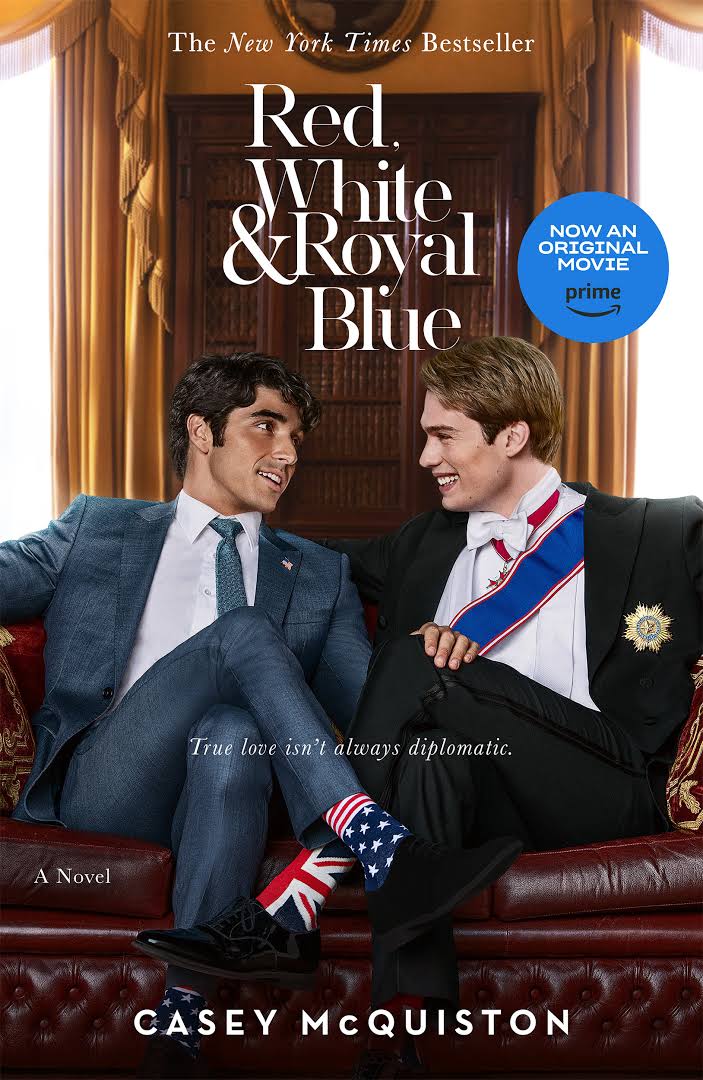 The New York Times Bestseller
Red,
White
&Royal
Blue
NOW AN
ORIGINAL
MOVIE
prime
True love isn't always diplomatic.
A Novel
CASEY McQUISTON